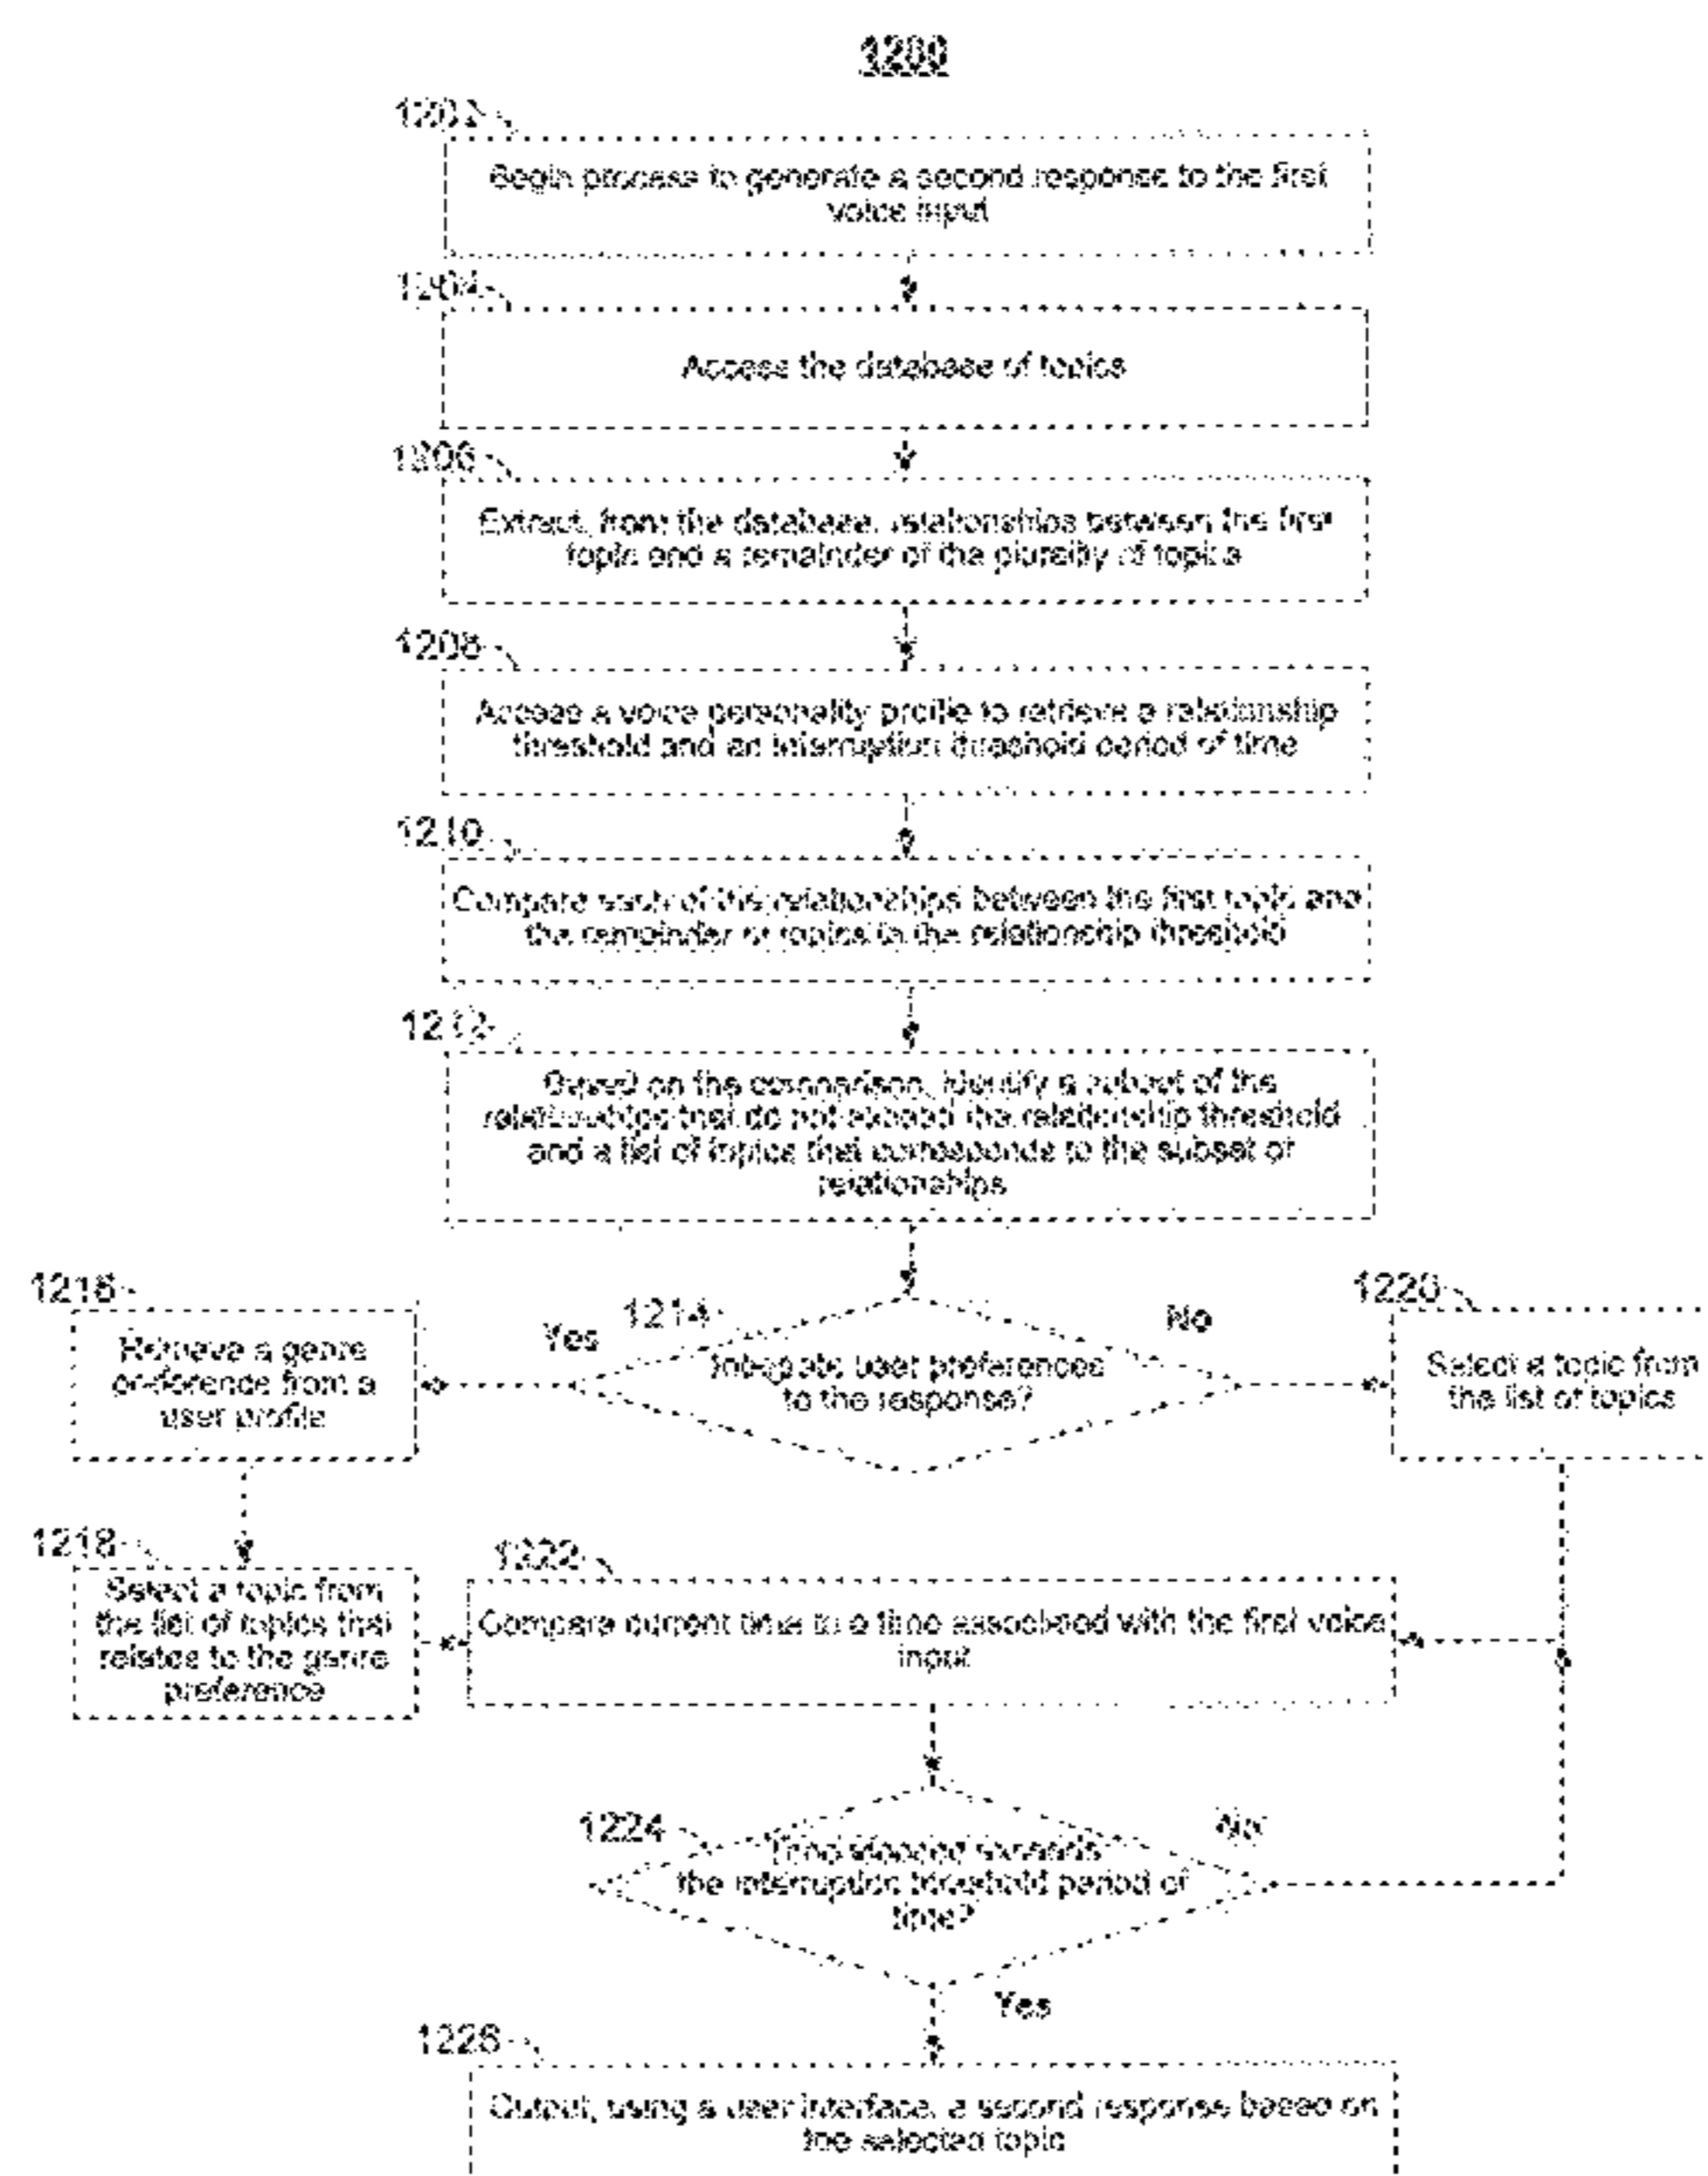 1200
1202
Begin process to generate a second response to the first
voice input
1204
Access the database of topics
1206
Extract, from the database, relationships between the first
topic and a remainder of the plurality of topics
1208
Access a voice personality profile to retrieve a relationship
threshold and an interruption threshold period of time
1210
Compare each of the relationships between the first topic and
the remainder of topics to the relationship threshold
1212
Based on the comparison, identify a subset of the
relationships that do not exceed the relationship threshold
and a list of topics that corresponds to the subset of
relationships
1214
Integrate user preferences
to the response?
Yes
No
1216
Retrieve a genre
preference from a
user profile
1220
Select a topic from
the list of topics
1218
Select a topic from
the list of topics that
relates to the genre
preference
1222
Compare current time to a time associated with the first voice
input
1224
Time elapsed exceeds
the interruption threshold period of
time?
No
Yes
1226
Output, using a user interface, a second response based on
the selected topic